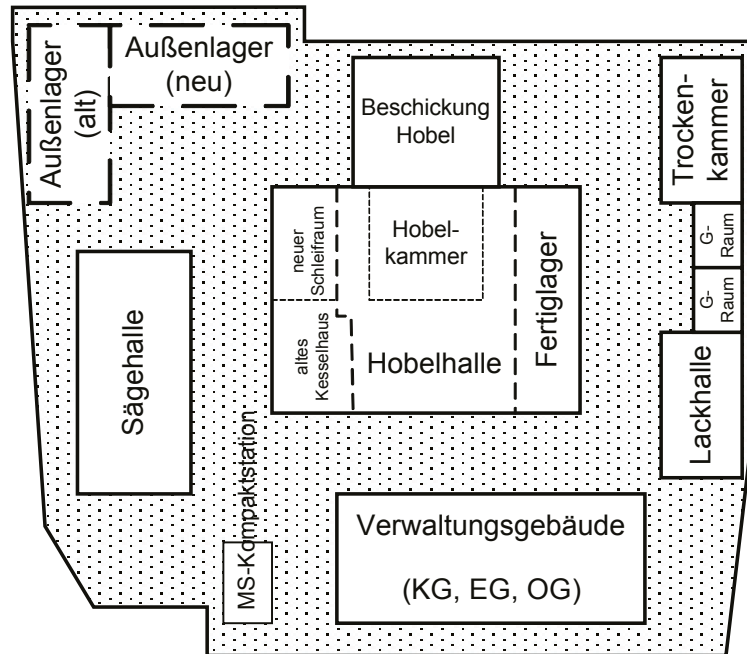 Außenlager
(alt)
Außenlager
(neu)
Beschickung
Hobel
Trocken-
kammer
neuer
Schleifraum
Hobel-
kammer
Fertiglager
G-
Raum
G-
Raum
Sägehalle
altes
Kesselhaus
Hobelhalle
Lackhalle
MS-Kompaktstation
Verwaltungsgebäude
(KG, EG, OG)